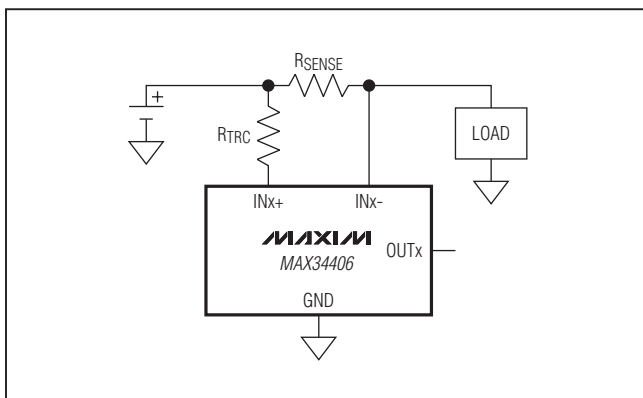 RSENSE
+
RTRC
LOAD
INx+ INx-
MAXIM
OUTx
MAX34406
GND